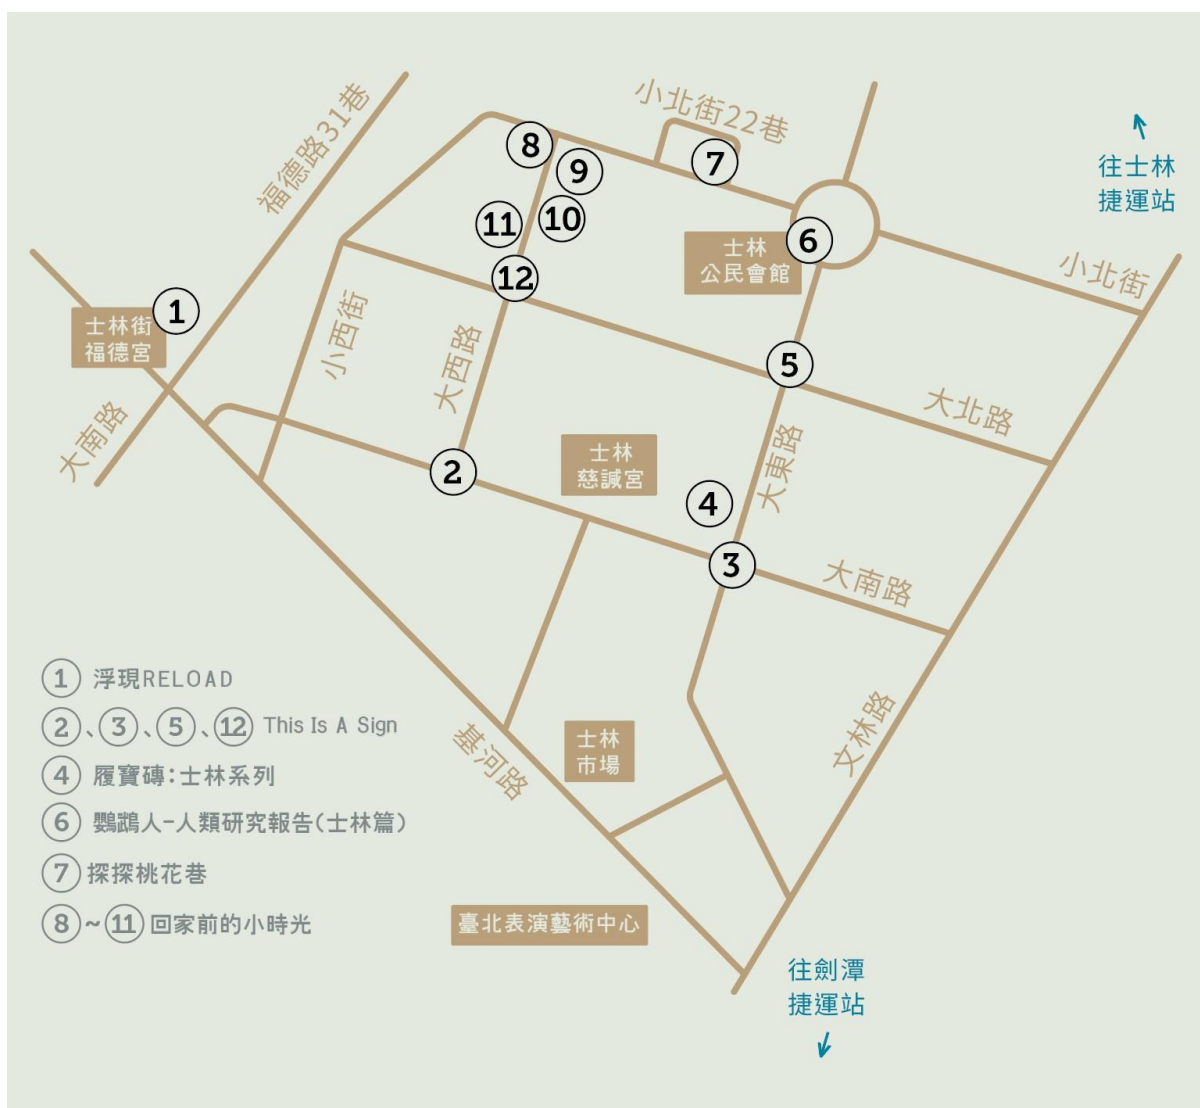 福德路31巷
小北街22巷
8
9
7
11
10
12
6
士林
公民會館
往士林
捷運站
小北街
1
士林街
福德宮
小西街
大西路
5
大北路
大南路
2
士林
慈諴宮
大東路
4
3
大南路
① 浮現RELOAD
②、③、⑤、⑫ This Is A Sign
④ 履寶磚:士林系列
⑥ 鸚鵡人-人類研究報告(士林篇)
⑦ 探探桃花巷
⑧~⑪ 回家前的小時光
基河路
士林
市場
文林路
臺北表演藝術中心
往劍潭
捷運站